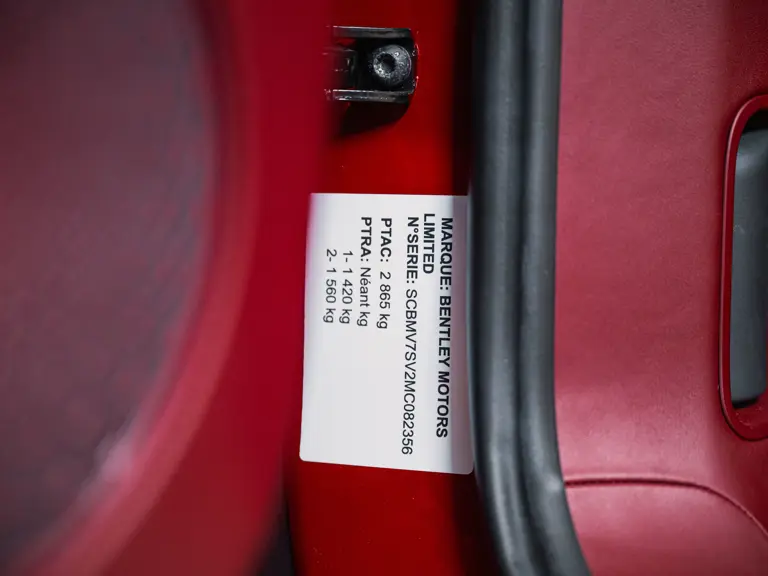 MARQUE: BENTLEY MOTORS
LIMITED
N°SERIE: SCBMV7SV2MC082356
PTAC: 2 865 kg
PTRA: Néant kg
1- 1 420 kg
2- 1 560 kg